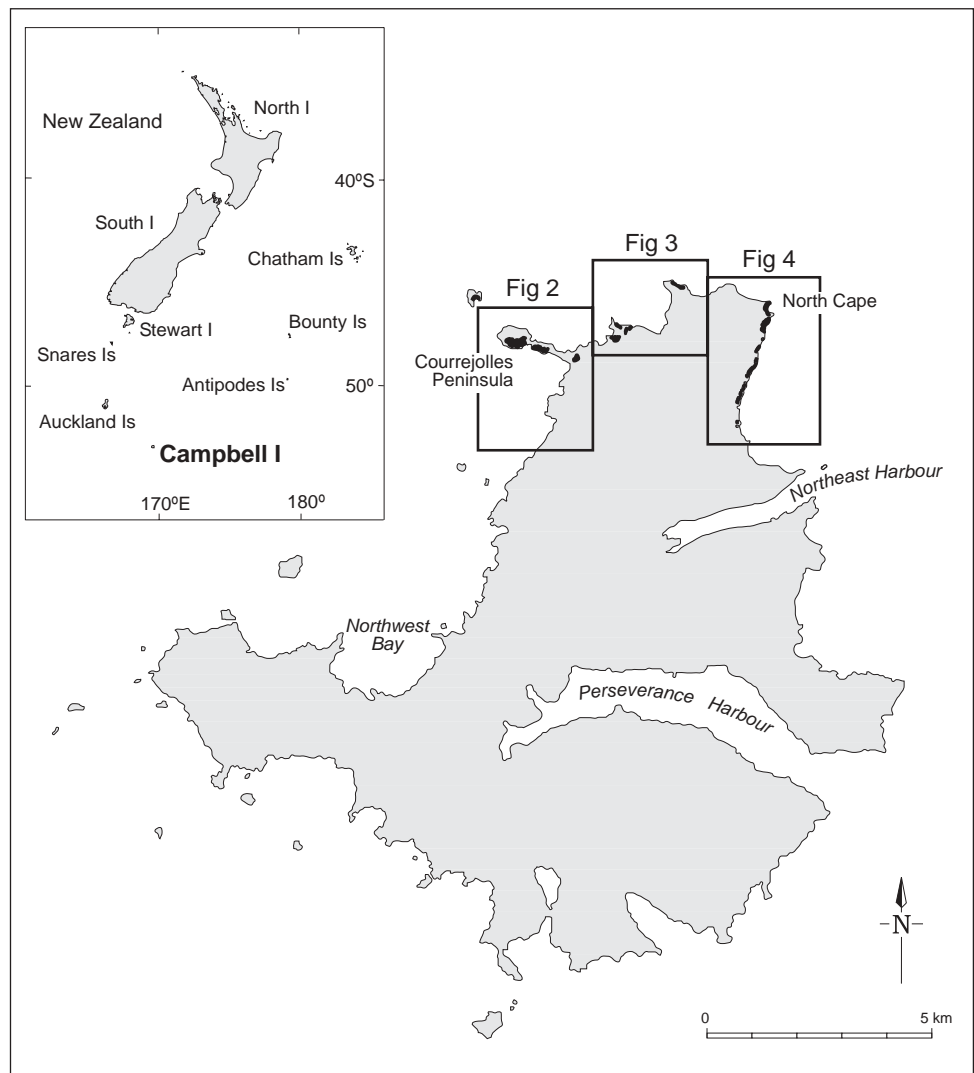 North I
New Zealand
40ºS
South I
Chatham Is
Stewart I
Bounty Is
Snares Is
Antipodes Is
50º
Auckland Is
Campbell I
170ºE
180º
Fig 2
Fig 3
Fig 4
North Cape
Courrejolles
Peninsula
Northeast Harbour
Northwest
Bay
Perseverance Harbour
N
0
5 km